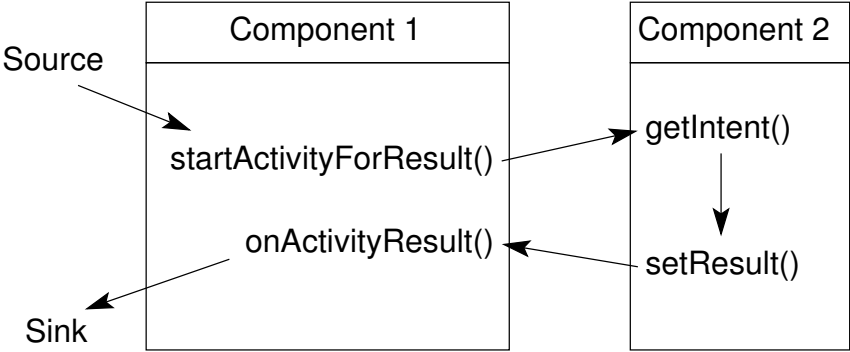 Component 1
Component 2
Source
startActivityForResult()
getIntent()
onActivityResult()
setResult()
Sink